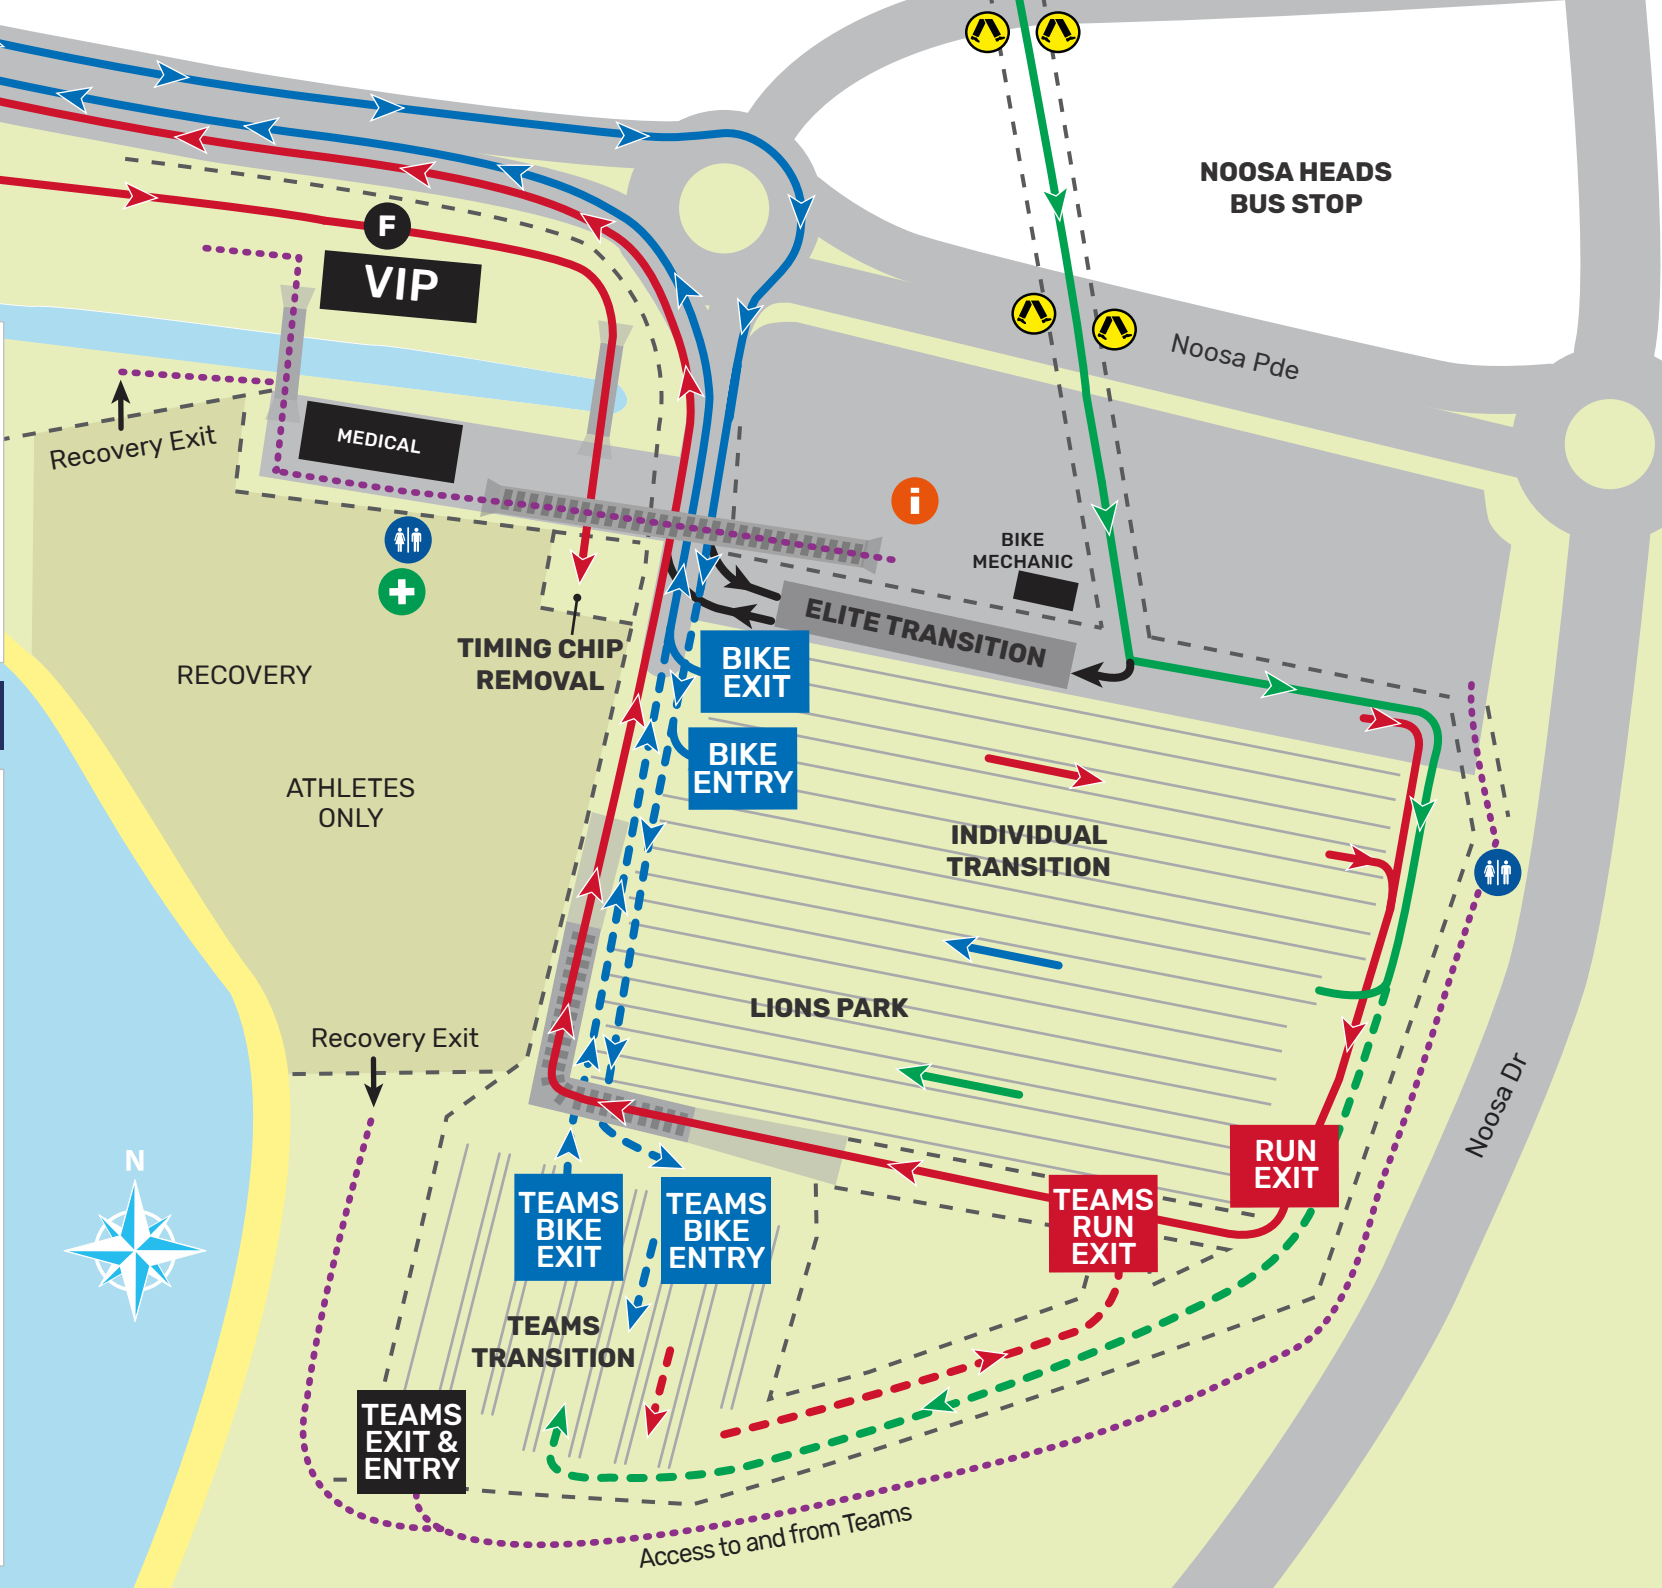 NOOSA HEADS
BUS STOP
F
VIP
Noosa Pde
Recovery Exit
MEDICAL
i
BIKE
MECHANIC
ELITE TRANSITION
TIMING CHIP
REMOVAL
BIKE
EXIT
RECOVERY
BIKE
ENTRY
ATHLETES
ONLY
INDIVIDUAL
TRANSITION
LIONS PARK
Recovery Exit
Noosa Dr
N
RUN
EXIT
TEAMS
BIKE
EXIT
TEAMS
BIKE
ENTRY
TEAMS
RUN
EXIT
TEAMS
TRANSITION
TEAMS
EXIT &
ENTRY
Access to and from Teams